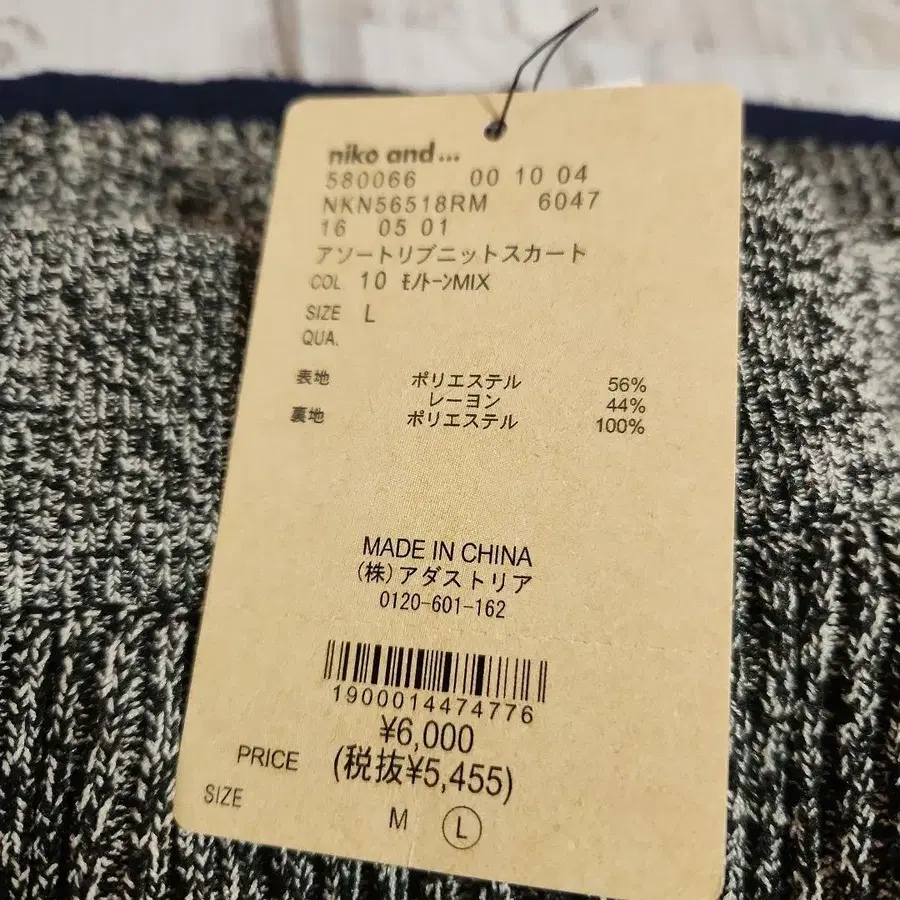 niko and...
580066 00 10 04
NKN56518RM 6047
16 05 01
アソートリブニットスカート
COL 10 ﾓﾉﾄｰﾝMIX
SIZE L
QUA.
表地 ポリエステル 56%
レーヨン 44%
裏地 ポリエステル 100%
MADE IN CHINA
(株)アダストリア
0120-601-162
1900014474776
¥6,000
PRICE (税抜¥5,455)
SIZE M L